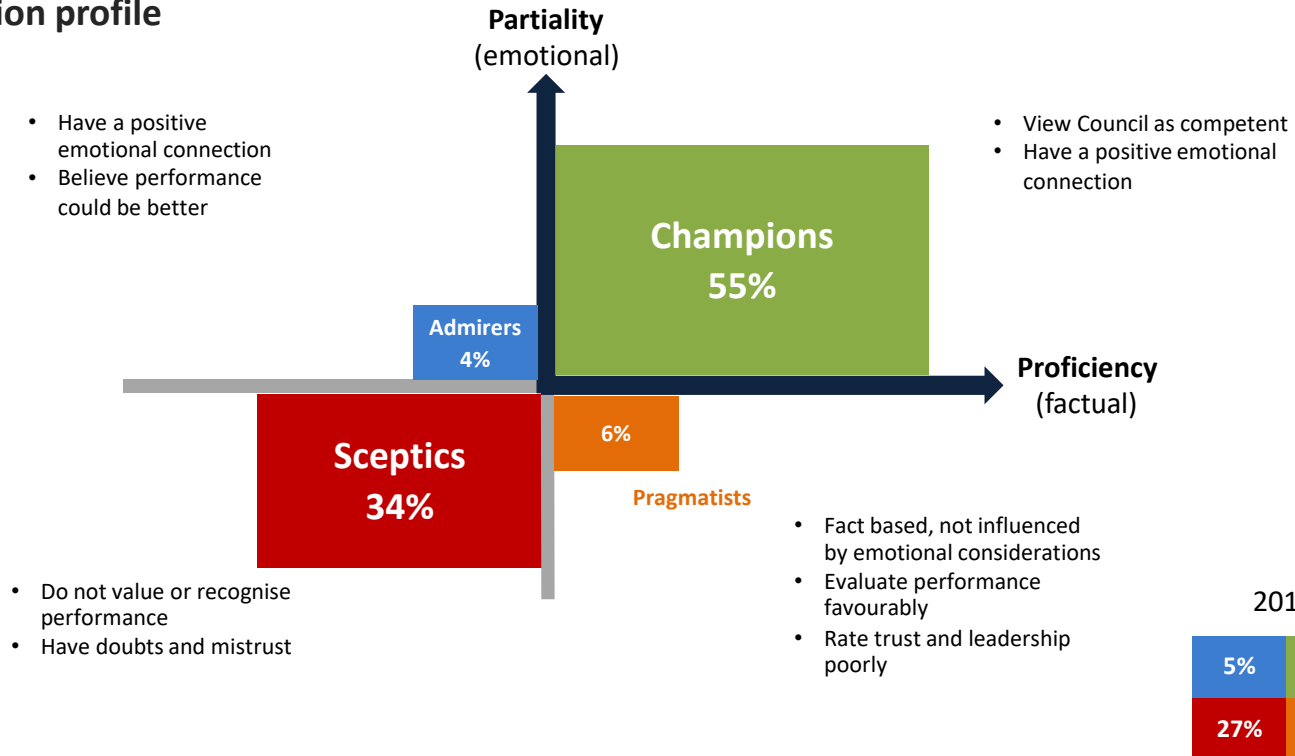 ion profile
Partiality
(emotional)
• Have a positive
emotional connection
• Believe performance
could be better
• View Council as competent
• Have a positive emotional
connection
Champions
55%
Admirers
4%
Proficiency
(factual)
Sceptics
34%
6%
Pragmatists
• Do not value or recognise
performance
• Have doubts and mistrust
• Fact based, not influenced
by emotional considerations
• Evaluate performance
favourably
• Rate trust and leadership
poorly
201
5%
27%